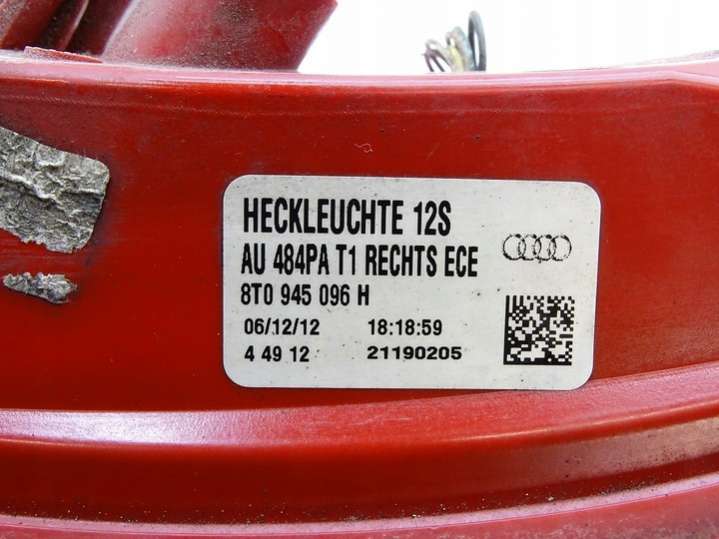 HECKLEUCHTE 12S
AU 484PA T1 RECHTS ECE
8T0 945 096 H
06/12/12 18:18:59
4 49 12 21190205